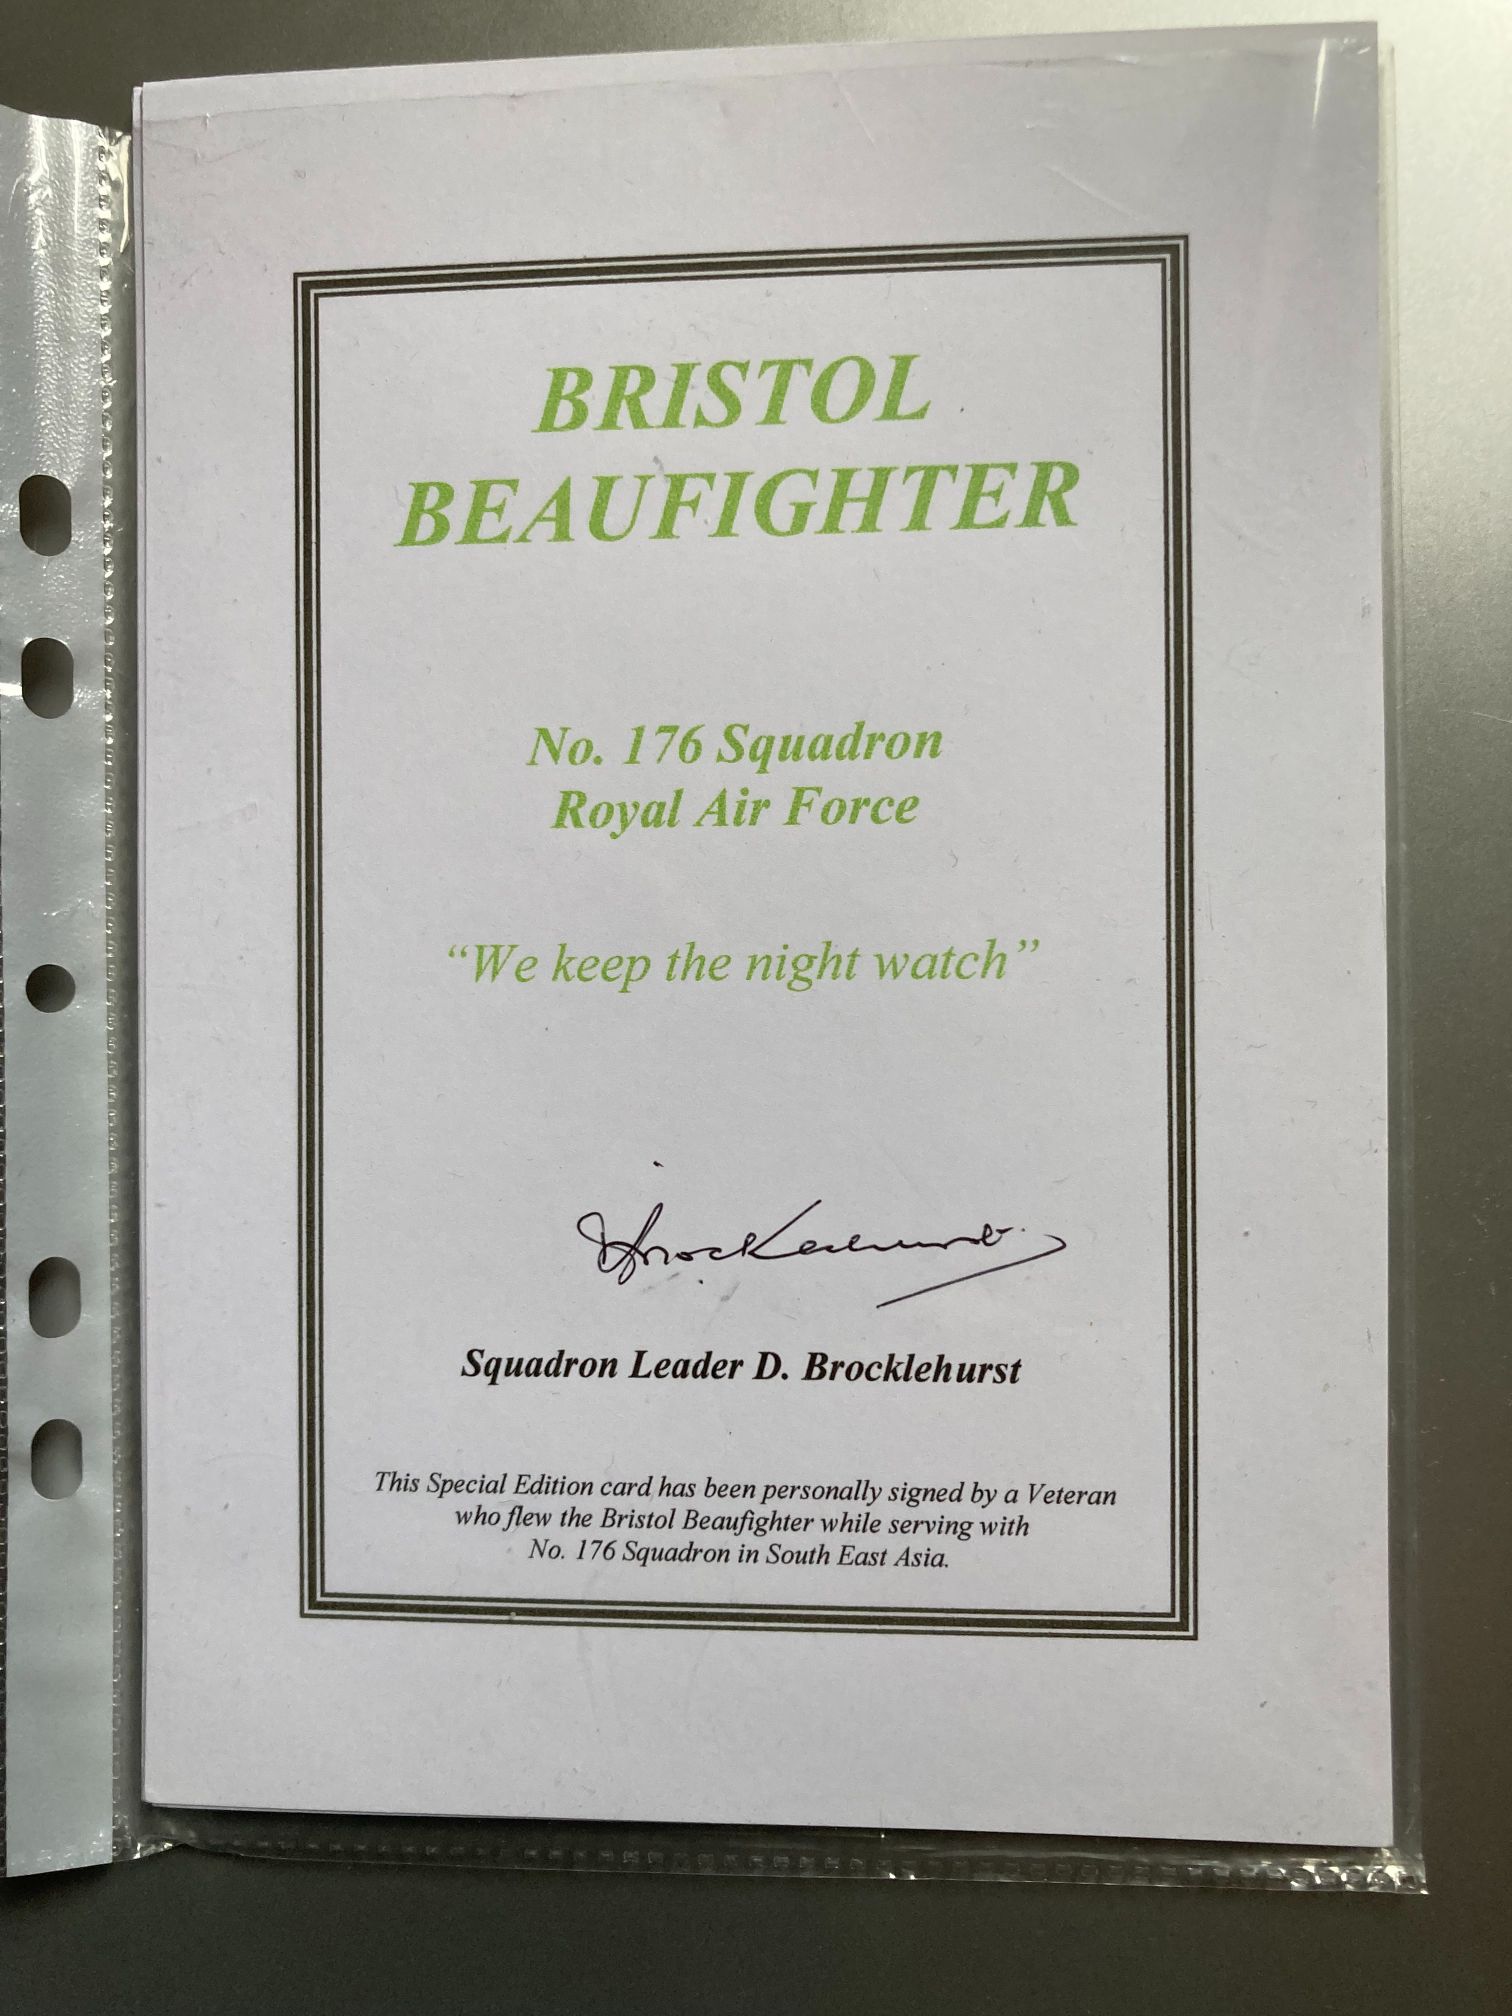 BRISTOL
BEAUFIGHTER
No. 176 Squadron
Royal Air Force
“We keep the night watch”
D Brocklehurst
Squadron Leader D. Brocklehurst
This Special Edition card has been personally signed by a Veteran
who flew the Bristol Beaufighter while serving with
No. 176 Squadron in South East Asia.